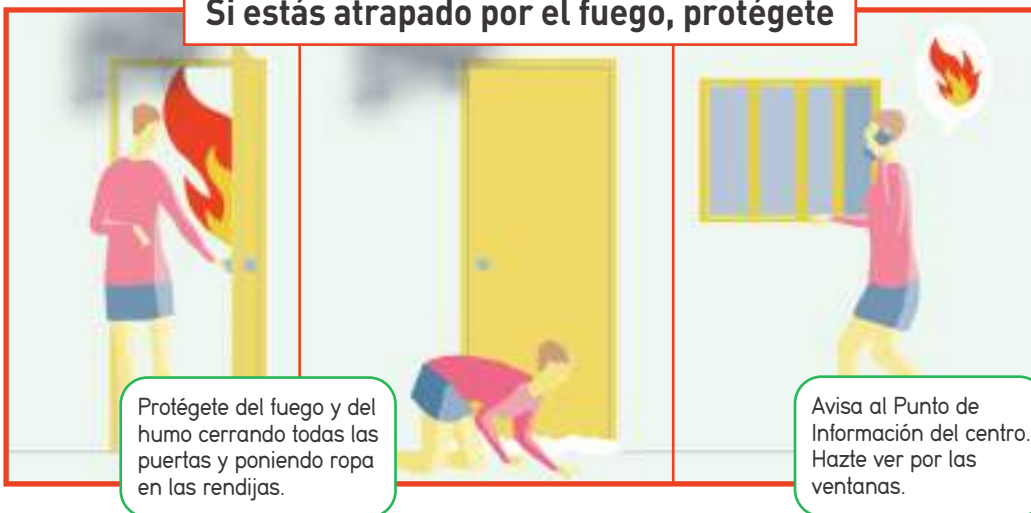 Si estás atrapado por el fuego, protégete
Protégete del fuego y del
humo cerrando todas las
puertas y poniendo ropa
en las rendijas.
Avisa al Punto de
Información del centro.
Hazte ver por las
ventanas.